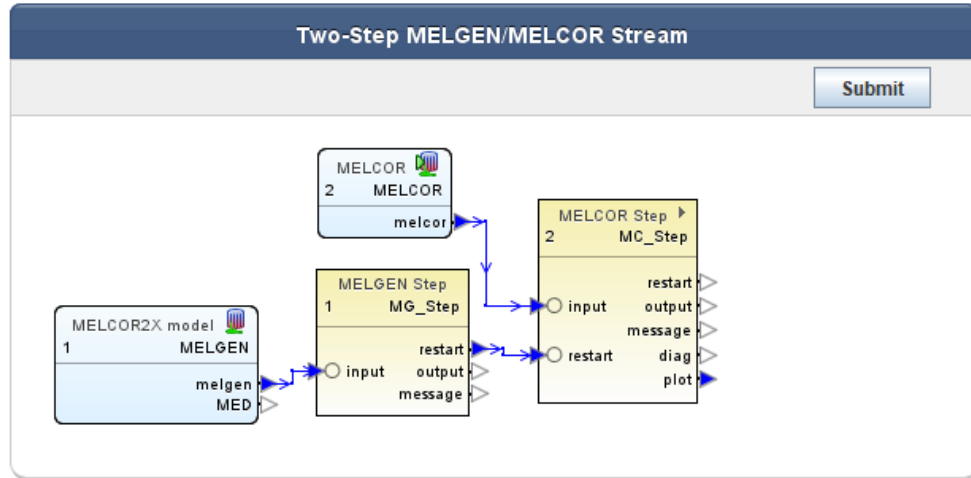 Two-Step MELGEN/MELCOR Stream
Submit
MELCOR
2 MELCOR
melcor
MELCOR Step
2 MC_Step
restart
input output
message
restart diag
plot
MELGEN Step
1 MG_Step
restart
input output
message
MELCOR2X model
1 MELGEN
melgen
MED